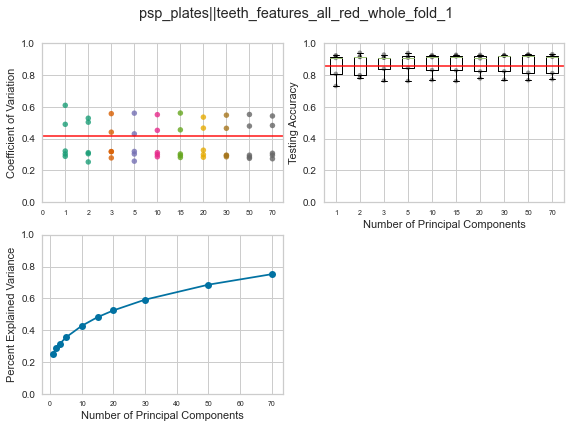 psp_plates||teeth_features_all_red_whole_fold_1
Coefficient of Variation
1.0
0.8
0.6
0.4
0.2
0.0
0 1 2 3 5 10 15 20 30 50 70
Testing Accuracy
1.0
0.8
0.6
0.4
0.2
0.0
1 2 3 5 10 15 20 30 50 70
Number of Principal Components
Percent Explained Variance
1.0
0.8
0.6
0.4
0.2
0.0
0 10 20 30 40 50 60 70
Number of Principal Components